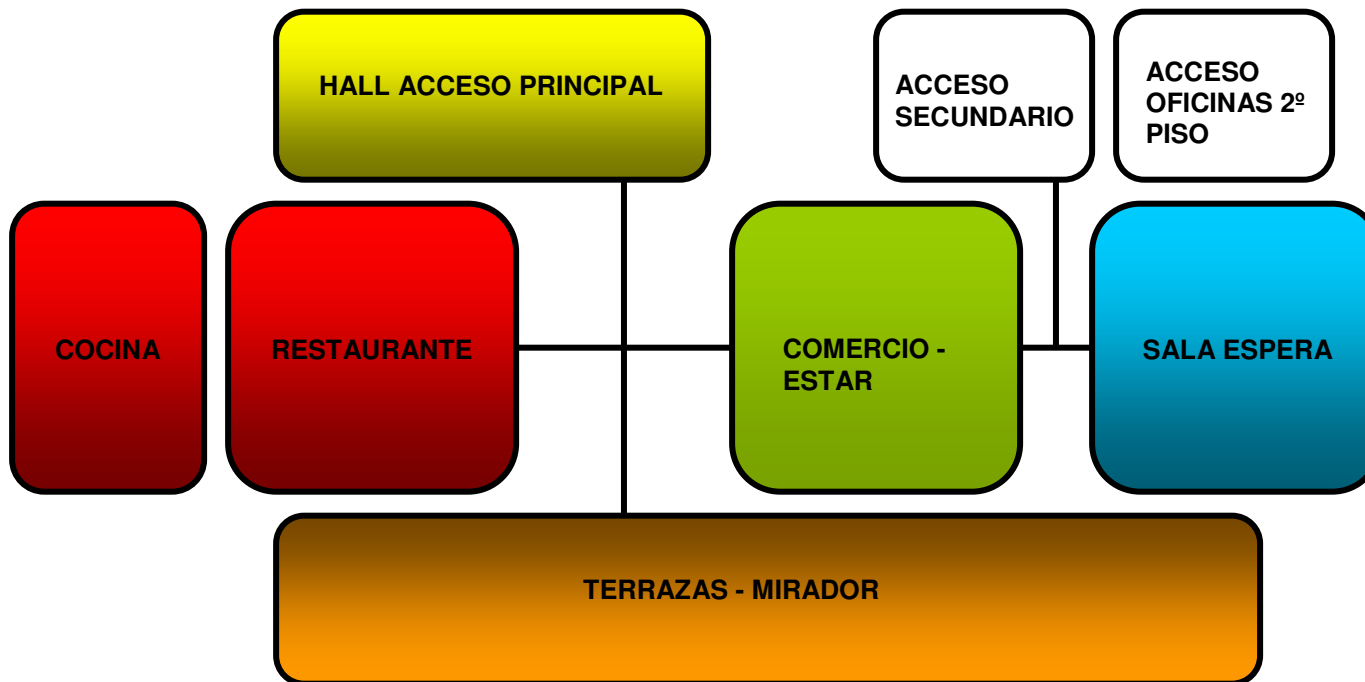 HALL ACCESO PRINCIPAL
ACCESO
SECUNDARIO
ACCESO
OFICINAS 2º
PISO
COCINA
RESTAURANTE
COMERCIO -
ESTAR
SALA ESPERA
TERRAZAS - MIRADOR